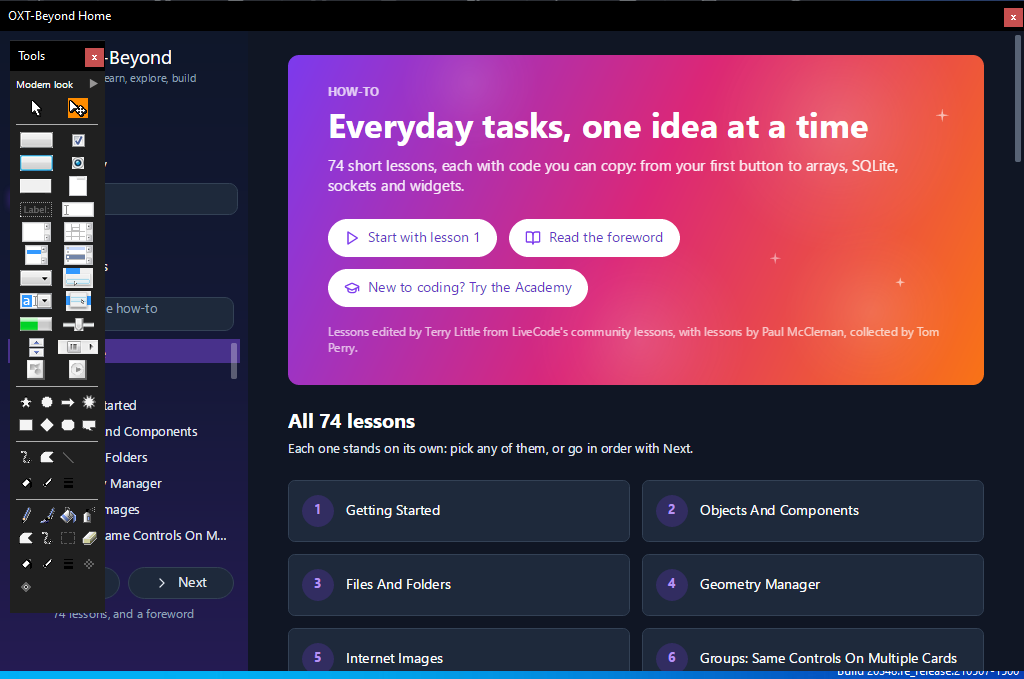 OXT-Beyond Home
x
Tools
x
-Beyond
Modern look
earn, explore, build
Label:
how-to
HOW-TO
Everyday tasks, one idea at a time
74 short lessons, each with code you can copy: from your first button to arrays, SQLite,
sockets and widgets.
Start with lesson 1
Read the foreword
New to coding? Try the Academy
Lessons edited by Terry Little from LiveCode's community lessons, with lessons by Paul McClernan, collected by Tom
Perry.
All 74 lessons
Each one stands on its own: pick any of them, or go in order with Next.
1 Getting Started
2 Objects And Components
3 Files And Folders
4 Geometry Manager
5 Internet Images
6 Groups: Same Controls On Multiple Cards
tarted
nd Components
Folders
Manager
mages
ame Controls On M...
Next
74 lessons, and a foreword